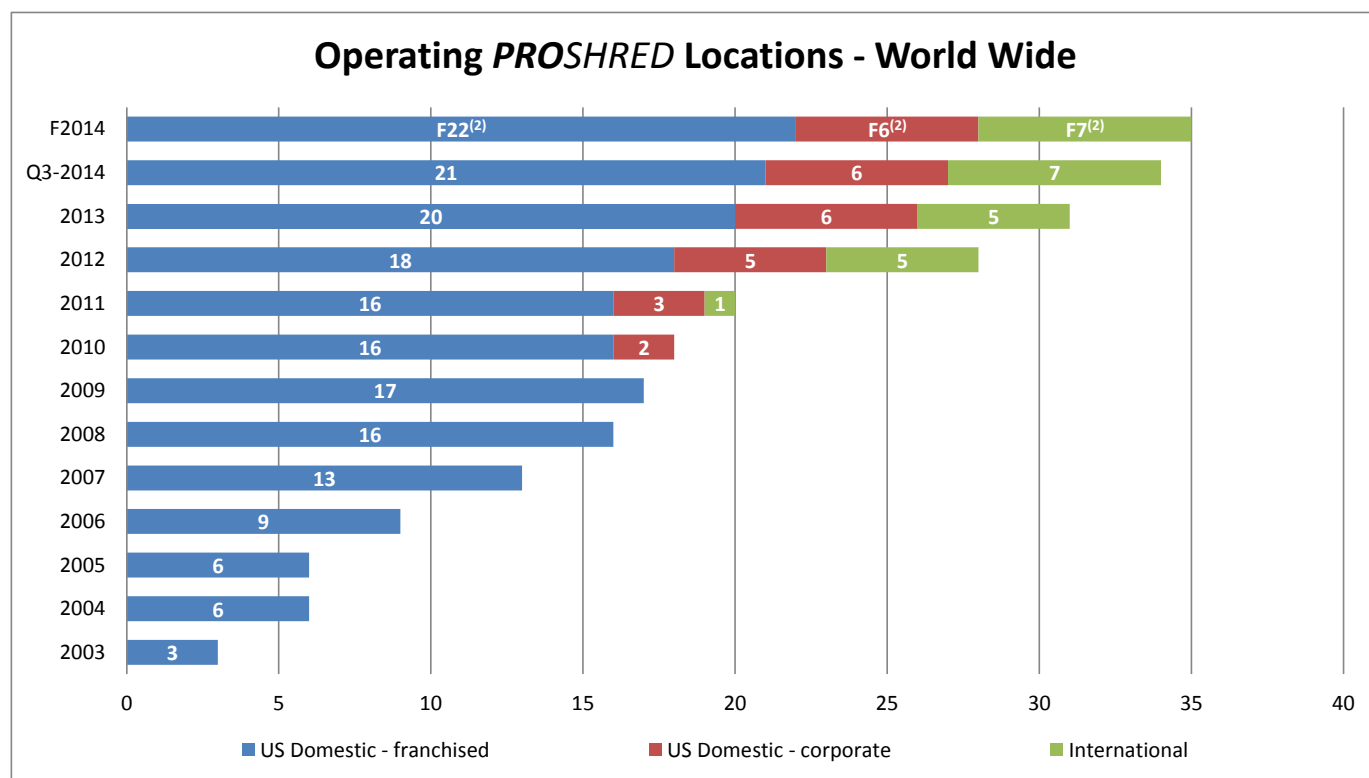 Operating PROSHRED Locations - World Wide
F2014 F22(2) F6(2) F7(2)
Q3-2014 21 6 7
2013 20 6 5
2012 18 5 5
2011 16 3 1
2010 16 2
2009 17
2008 16
2007 13
2006 9
2005 6
2004 6
2003 3
0 5 10 15 20 25 30 35 40
US Domestic - franchised US Domestic - corporate International